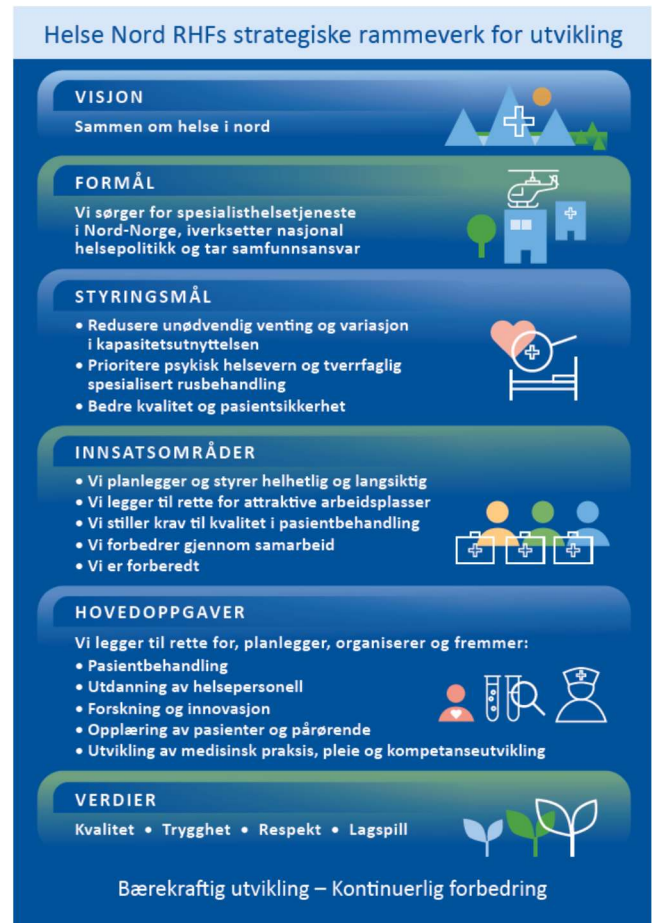 Helse Nord RHFs strategiske rammeverk for utvikling
VISJON
Sammen om helse i nord
FORMÅL
Vi sørger for spesialisthelsetjeneste
i Nord-Norge, iverksetter nasjonal
helsepolitikk og tar samfunnsansvar
STYRINGSMÅL
• Redusere unødvendig venting og variasjon
i kapasitetsutnyttelsen
• Prioritere psykisk helsevern og tverrfaglig
spesialisert rusbehandling
• Bedre kvalitet og pasientsikkerhet
INNSATSOMRÅDER
• Vi planlegger og styrer helhetlig og langsiktig
• Vi legger til rette for attraktive arbeidsplasser
• Vi stiller krav til kvalitet i pasientbehandling
• Vi forbedrer gjennom samarbeid
• Vi er forberedt
HOVEDOPPGAVER
Vi legger til rette for, planlegger, organiserer og fremmer:
• Pasientbehandling
• Utdanning av helsepersonell
• Forskning og innovasjon
• Opplæring av pasienter og pårørende
• Utvikling av medisinsk praksis, pleie og kompetanseutvikling
VERDIER
Kvalitet • Trygghet • Respekt • Lagspill
Bærekraftig utvikling – Kontinuerlig forbedring